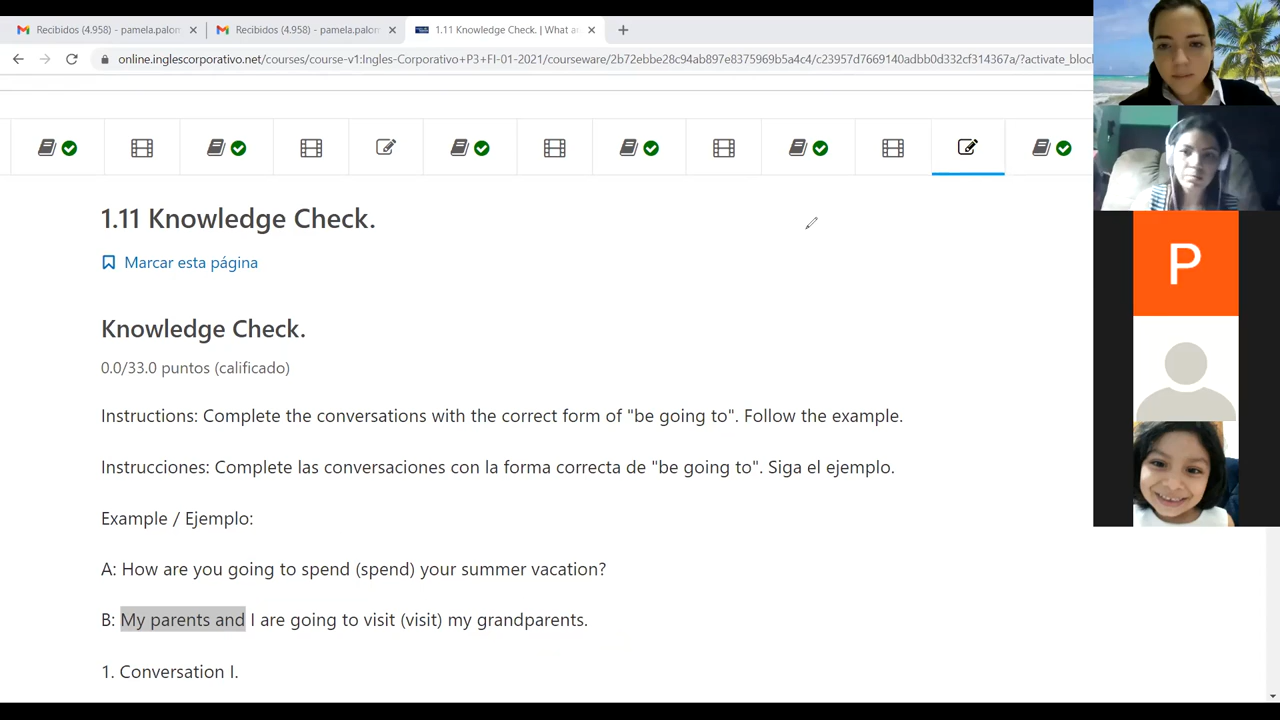 Recibidos (4.958) - pamela.palom
Recibidos (4.958) - pamela.palom
1.11 Knowledge Check. | What a
online.inglescorporativo.net/courses/course-v1:Ingles-Corporativo+P3+FI-01-2021/courseware/2b72ebbe28c94ab897e8375969b5a4c4/c23957d7669140adbb0d332cf314367a/?activate_bloc
1.11 Knowledge Check.
Marcar esta página
Knowledge Check.
0.0/33.0 puntos (calificado)
Instructions: Complete the conversations with the correct form of "be going to". Follow the example.
Instrucciones: Complete las conversaciones con la forma correcta de "be going to". Siga el ejemplo.
Example / Ejemplo:
A: How are you going to spend (spend) your summer vacation?
B: My parents and I are going to visit (visit) my grandparents.
1. Conversation I.
P